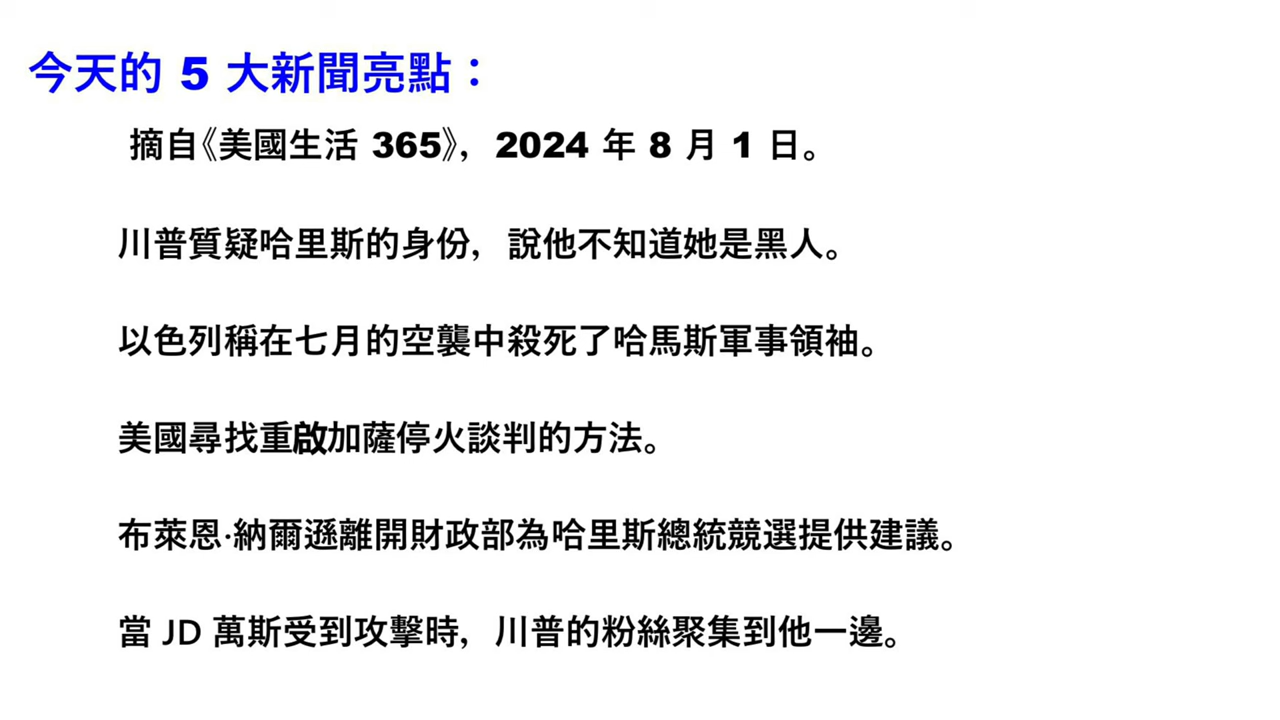 今天的 5 大新聞亮點：
摘自《美國生活 365》，2024 年 8 月 1 日。
川普質疑哈里斯的身份，說他不知道她是黑人。
以色列稱在七月的空襲中殺死了哈馬斯軍事領袖。
美國尋找重啟加薩停火談判的方法。
布萊恩·納爾遜離開財政部為哈里斯總統競選提供建議。
當 JD 萬斯受到攻擊時，川普的粉絲聚集到他一邊。